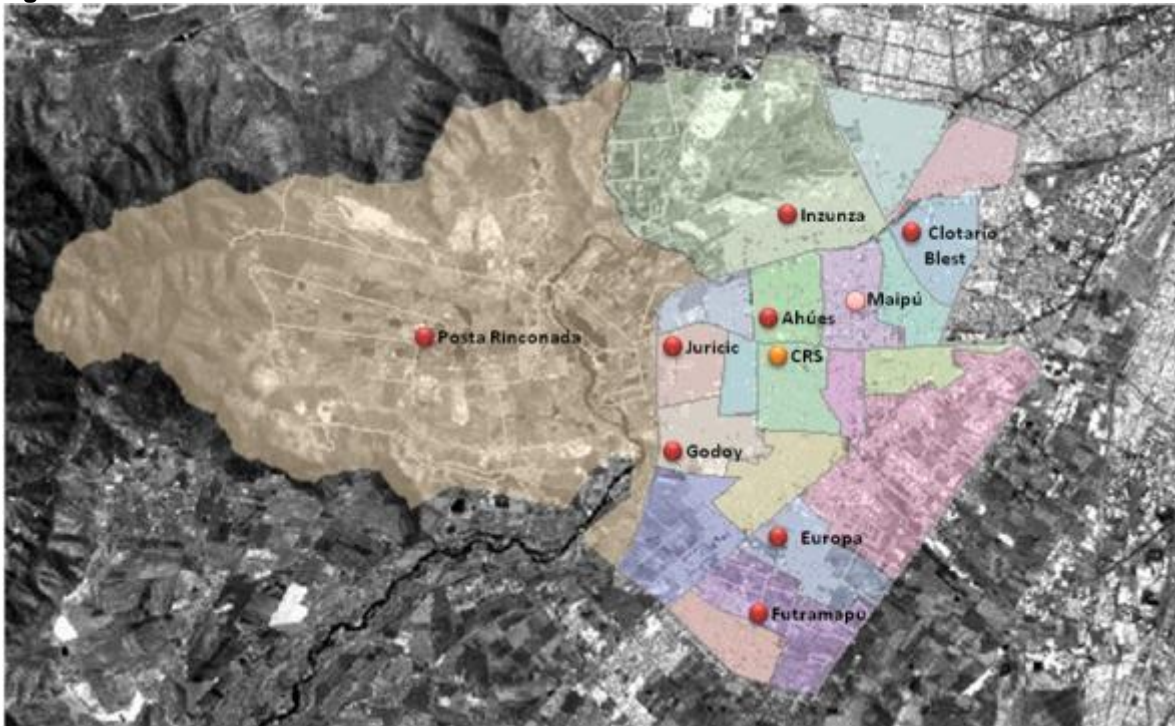 Inzunza
Clotario
Blest
Maipú
Ahúes
Posta Rinconada
Juricic
CRS
Godoy
Europa
Futramapu